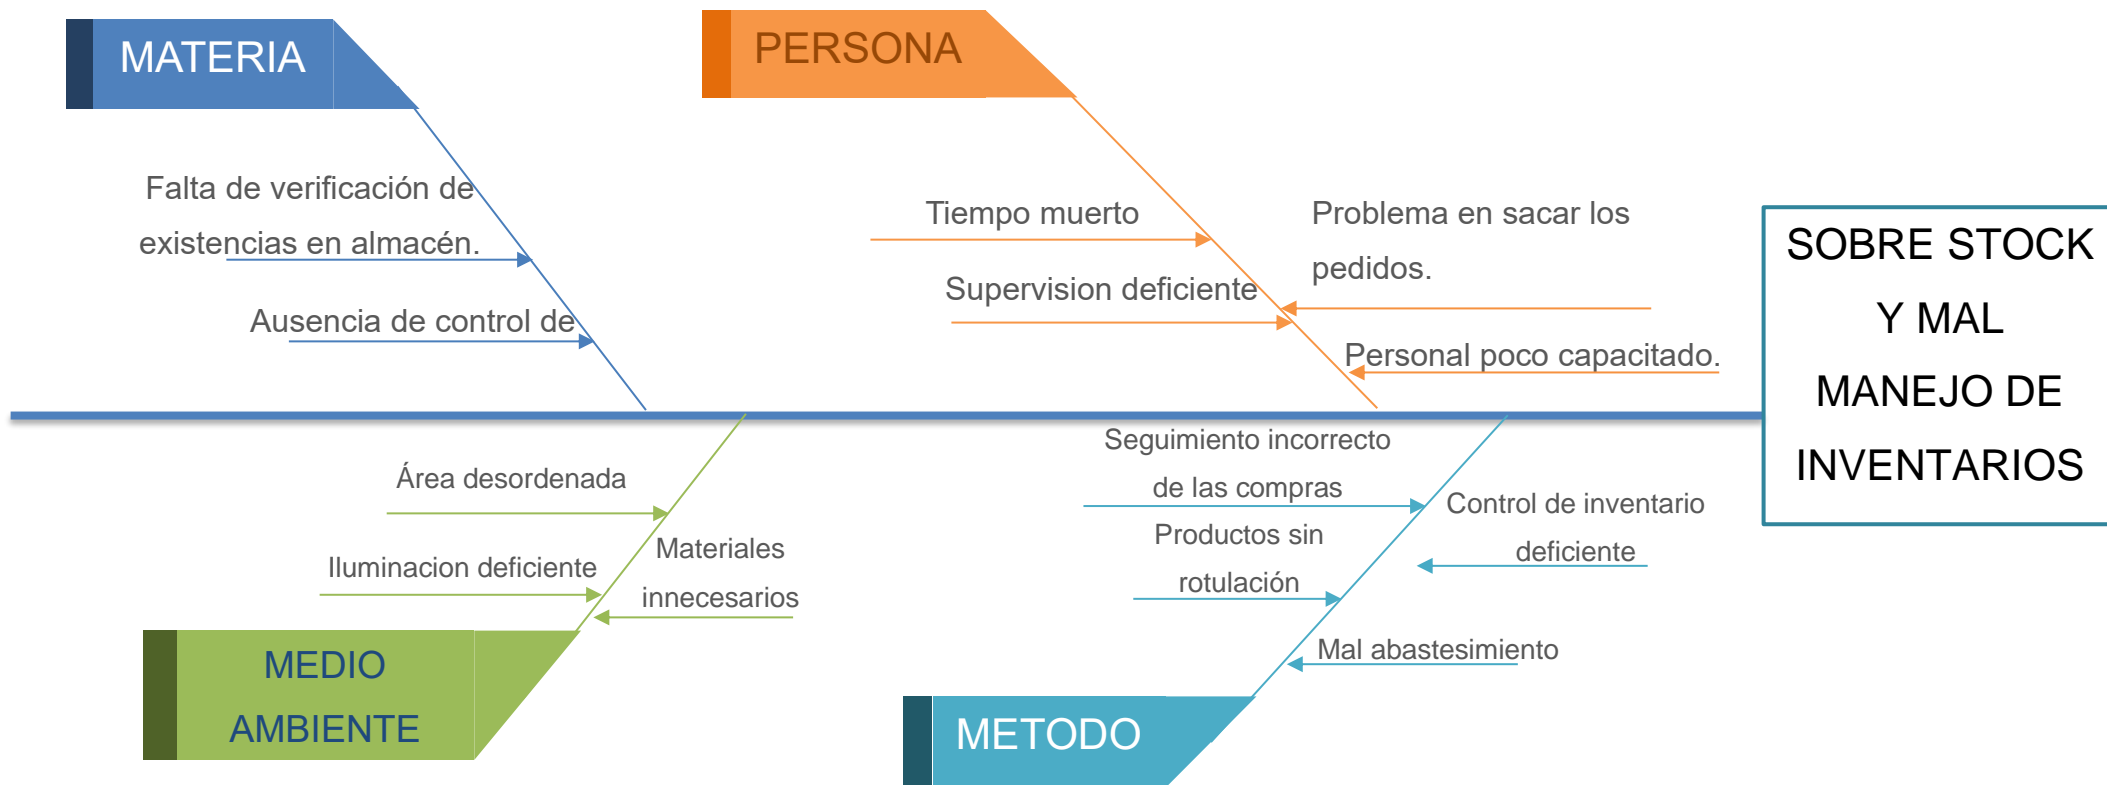 MATERIA
PERSONA
Falta de verificación de
existencias en almacén.
Ausencia de control de
Tiempo muerto
Supervision deficiente
Problema en sacar los
pedidos.
Personal poco capacitado.
SOBRE STOCK
Y MAL
MANEJO DE
INVENTARIOS
Área desordenada
Iluminacion deficiente
Materiales
innecesarios
MEDIO
AMBIENTE
Seguimiento incorrecto
de las compras
Productos sin
rotulación
Control de inventario
deficiente
Mal abastesimiento
METODO